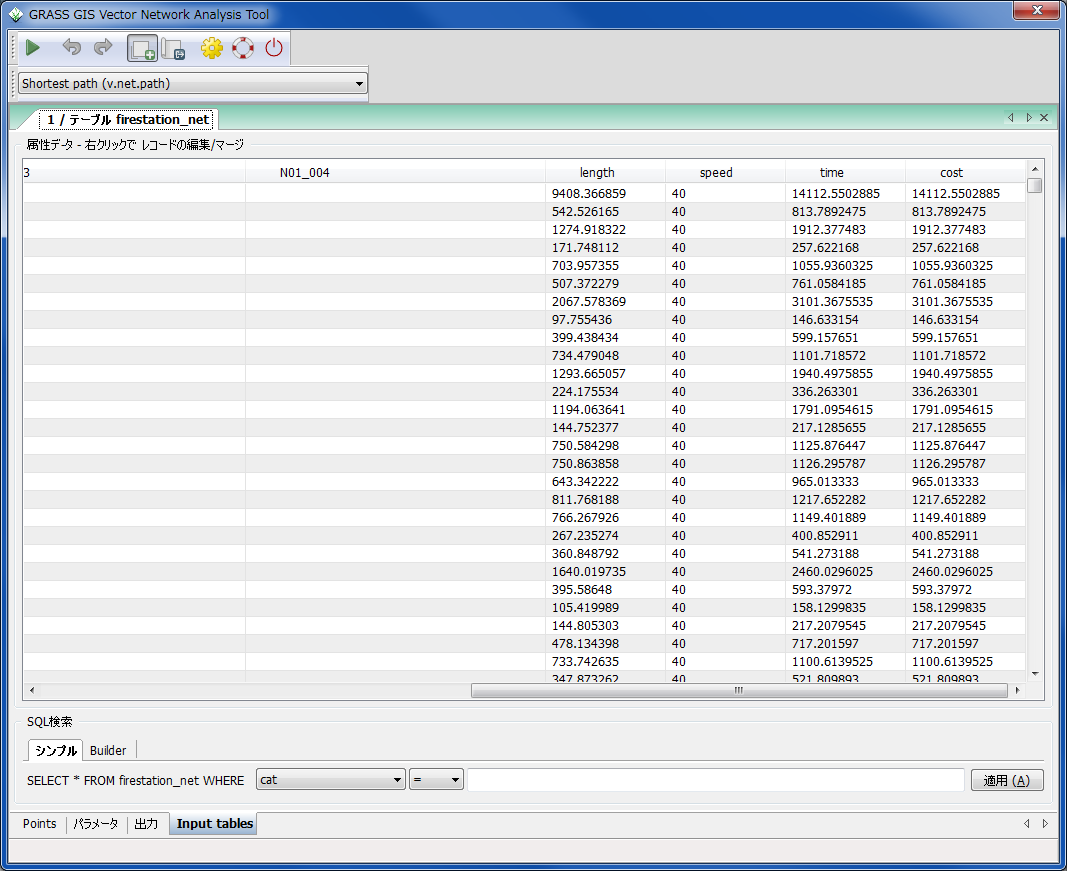 GRASS GIS Vector Network Analysis Tool
Shortest path (v.net.path)
1 / テーブル firestation_net
属性データ - 右クリックで レコードの編集/マージ
3 N01_004 length speed time cost
9408.366859 40 14112.5502885 14112.5502885
542.526165 40 813.7892475 813.7892475
1274.918322 40 1912.377483 1912.377483
171.748112 40 257.622168 257.622168
703.957355 40 1055.9360325 1055.9360325
507.372279 40 761.0584185 761.0584185
2067.578369 40 3101.3675535 3101.3675535
97.755436 40 146.633154 146.633154
399.438434 40 599.157651 599.157651
734.479048 40 1101.718572 1101.718572
1293.665057 40 1940.4975855 1940.4975855
224.175534 40 336.263301 336.263301
1194.063641 40 1791.0954615 1791.0954615
144.752377 40 217.1285655 217.1285655
750.584298 40 1125.876447 1125.876447
750.863858 40 1126.295787 1126.295787
643.342222 40 965.013333 965.013333
811.768188 40 1217.652282 1217.652282
766.267926 40 1149.401889 1149.401889
267.235274 40 400.852911 400.852911
360.848792 40 541.273188 541.273188
1640.019735 40 2460.0296025 2460.0296025
395.58648 40 593.37972 593.37972
105.419989 40 158.1299835 158.1299835
144.805303 40 217.2079545 217.2079545
478.134398 40 717.201597 717.201597
733.742635 40 1100.6139525 1100.6139525
347.873262 40 521.809893 521.809893
SQL検索
シンプル Builder
SELECT * FROM firestation_net WHERE cat = 適用 (A)
Points パラメータ 出力 Input tables